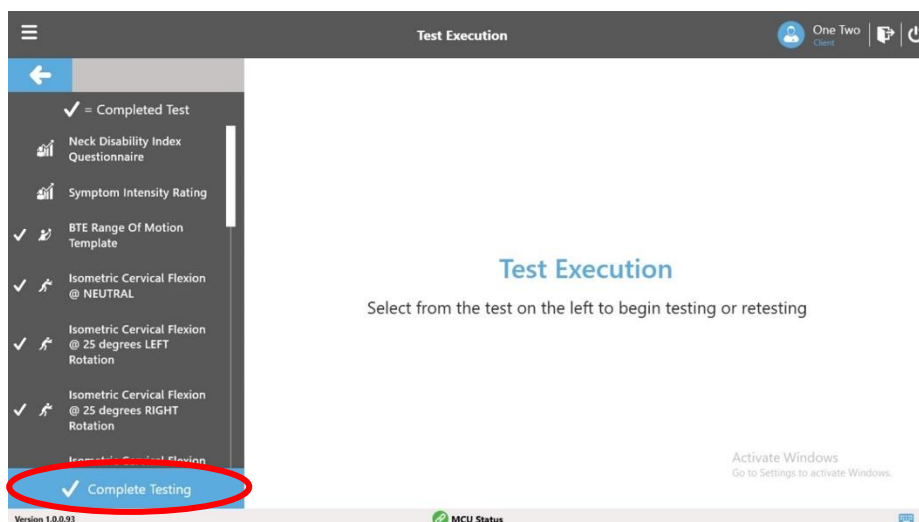 Test Execution
One Two
Client
✓ = Completed Test
Neck Disability Index
Questionnaire
Symptom Intensity Rating
BTE Range Of Motion
Template
Isometric Cervical Flexion
@ NEUTRAL
Isometric Cervical Flexion
@ 25 degrees LEFT
Rotation
Isometric Cervical Flexion
@ 25 degrees RIGHT
Rotation
Isometric Cervical Flexion
Complete Testing
Test Execution
Select from the test on the left to begin testing or retesting
Activate Windows
Go to Settings to activate Windows.
Version 1.0.0.93
MCU Status